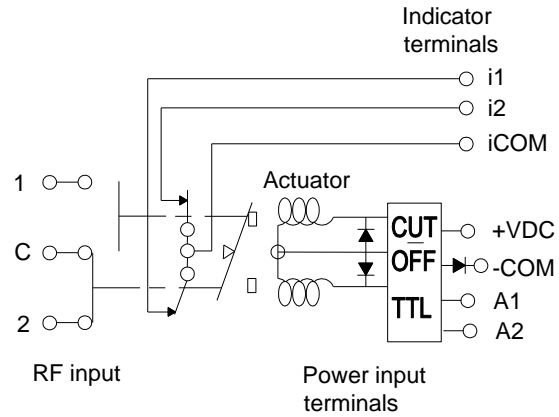 Indicator
terminals
i1
i2
iCOM
1
Actuator
CUT
+VDC
C
OFF
-COM
TTL
A1
2
A2
RF input
Power input
terminals